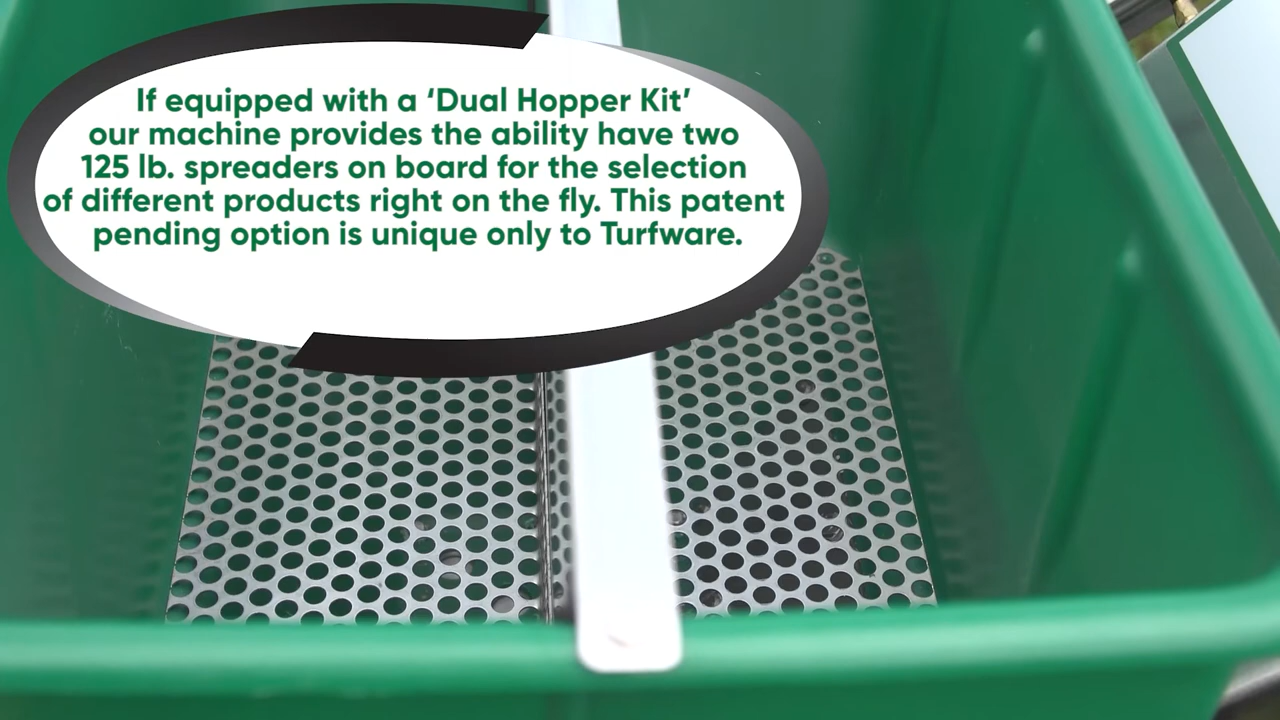 If equipped with a ‘Dual Hopper Kit’
our machine provides the ability have two
125 lb. spreaders on board for the selection
of different products right on the fly. This patent
pending option is unique only to Turfware.